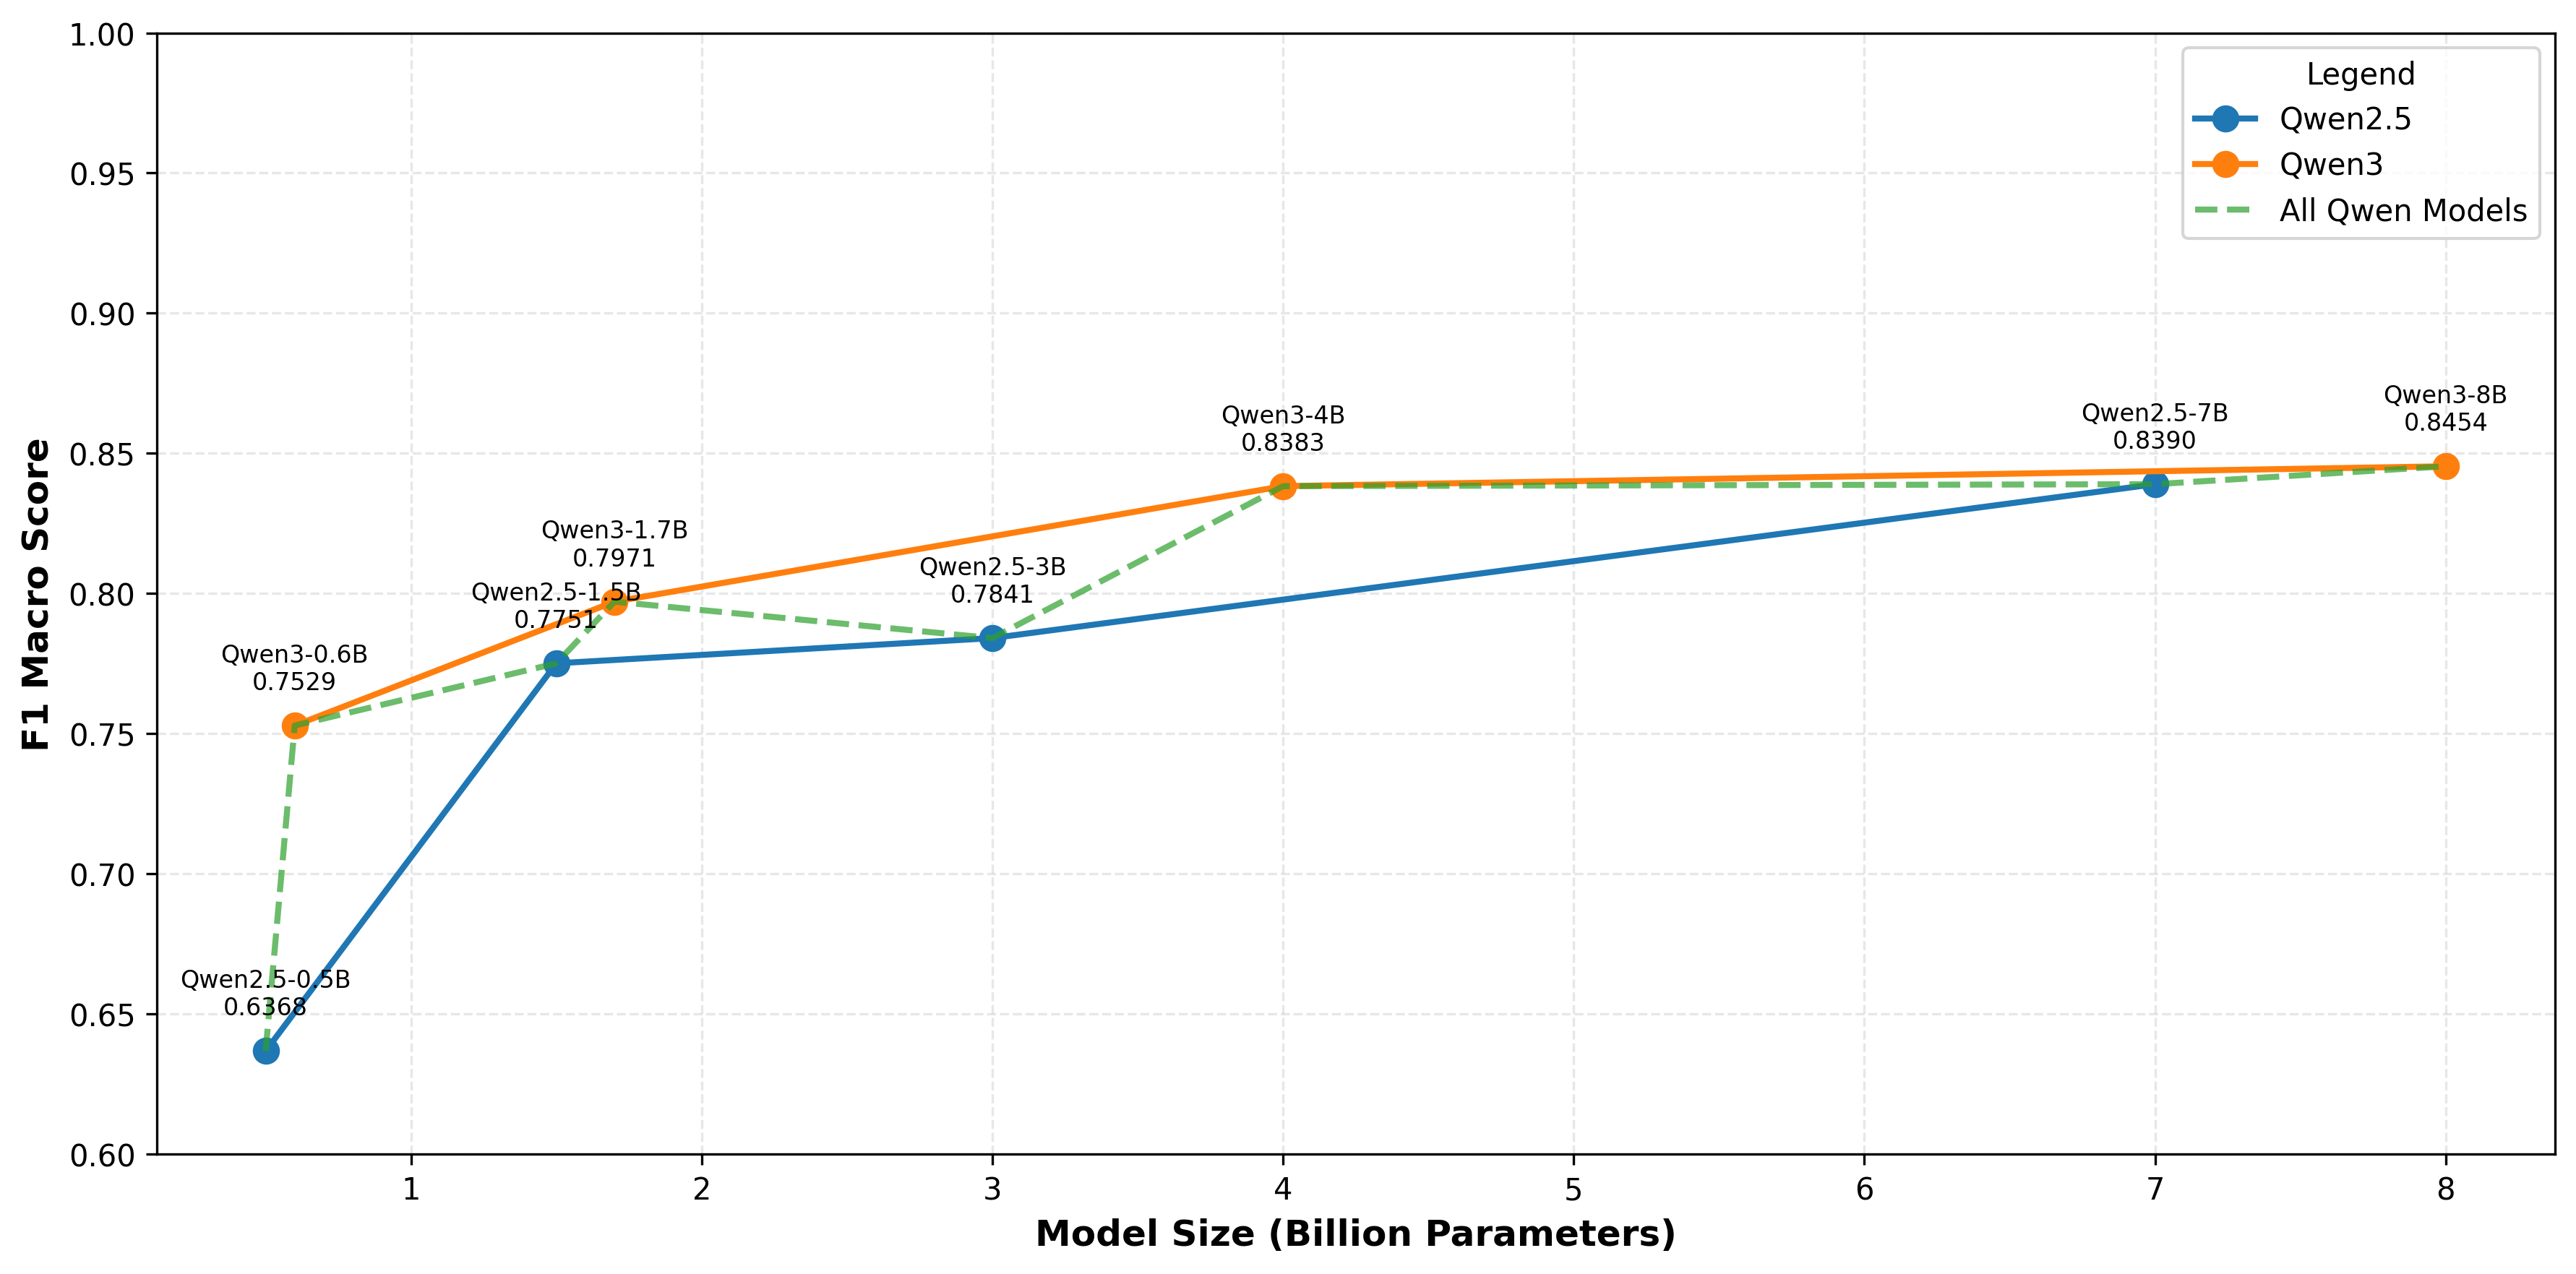 1.00
0.95
0.90
0.85
0.80
0.75
0.70
0.65
0.60
F1 Macro Score
Legend
Qwen2.5
Qwen3
All Qwen Models
Qwen3-8B
0.8454
Qwen2.5-7B
0.8390
Qwen3-4B
0.8383
Qwen3-1.7B
0.7971
Qwen2.5-3B
0.7841
Qwen2.5-1.5B
0.7751
Qwen3-0.6B
0.7529
Qwen2.5-0.5B
0.6368
1 2 3 4 5 6 7 8
Model Size (Billion Parameters)